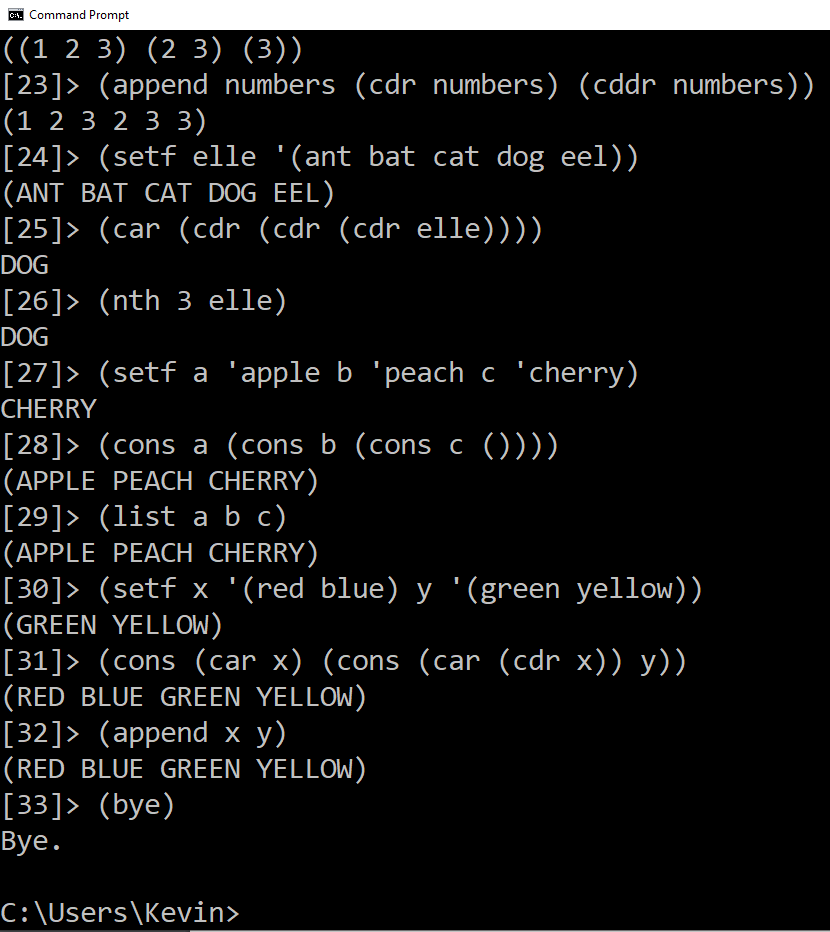 Command Prompt
((1 2 3) (2 3) (3))
[23]> (append numbers (cdr numbers) (cddr numbers))
(1 2 3 2 3 3)
[24]> (setf elle '(ant bat cat dog eel))
(ANT BAT CAT DOG EEL)
[25]> (car (cdr (cdr (cdr elle))))
DOG
[26]> (nth 3 elle)
DOG
[27]> (setf a 'apple b 'peach c 'cherry)
CHERRY
[28]> (cons a (cons b (cons c ())))
(APPLE PEACH CHERRY)
[29]> (list a b c)
(APPLE PEACH CHERRY)
[30]> (setf x '(red blue) y '(green yellow))
(GREEN YELLOW)
[31]> (cons (car x) (cons (car (cdr x)) y))
(RED BLUE GREEN YELLOW)
[32]> (append x y)
(RED BLUE GREEN YELLOW)
[33]> (bye)
Bye.
C:\Users\Kevin>